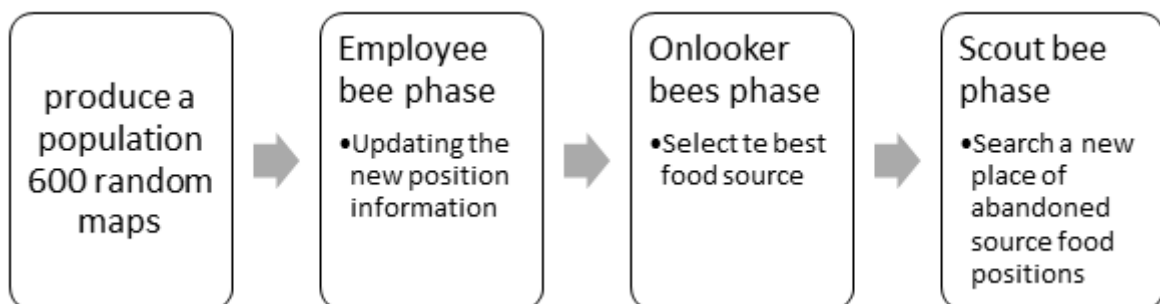 produce a
population
600 random
maps
Employee
bee phase
•Updating the
new position
information
Onlooker
bees phase
•Select te best
food source
Scout bee
phase
•Search a new
place of
abandoned
source food
positions